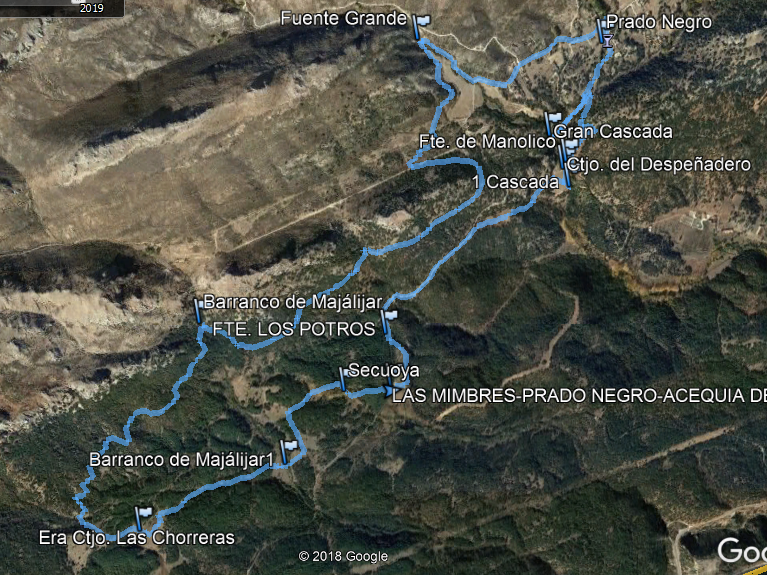 2019
Fuente Grande
Prado Negro
Gran Cascada
Fte. de Manolico
Ctjo. del Despeñadero
1 Cascada
Barranco de Majálijar
FTE. LOS POTROS
Secuoya
LAS MIMBRES-PRADO NEGRO-ACEQUIA DE
Barranco de Majálijar1
Era Ctjo. Las Chorreras
© 2018 Google
Goo